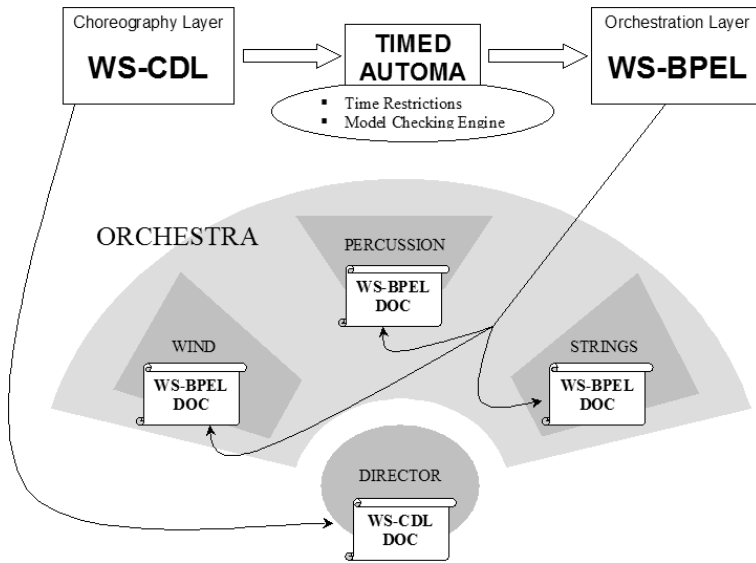 Choreography Layer
WS-CDL
TIMED
AUTOMA
Time Restrictions
Model Checking Engine
Orchestration Layer
WS-BPEL
ORCHESTRA
PERCUSSION
WS-BPEL
DOC
WIND
WS-BPEL
DOC
STRINGS
WS-BPEL
DOC
DIRECTOR
WS-CDL
DOC